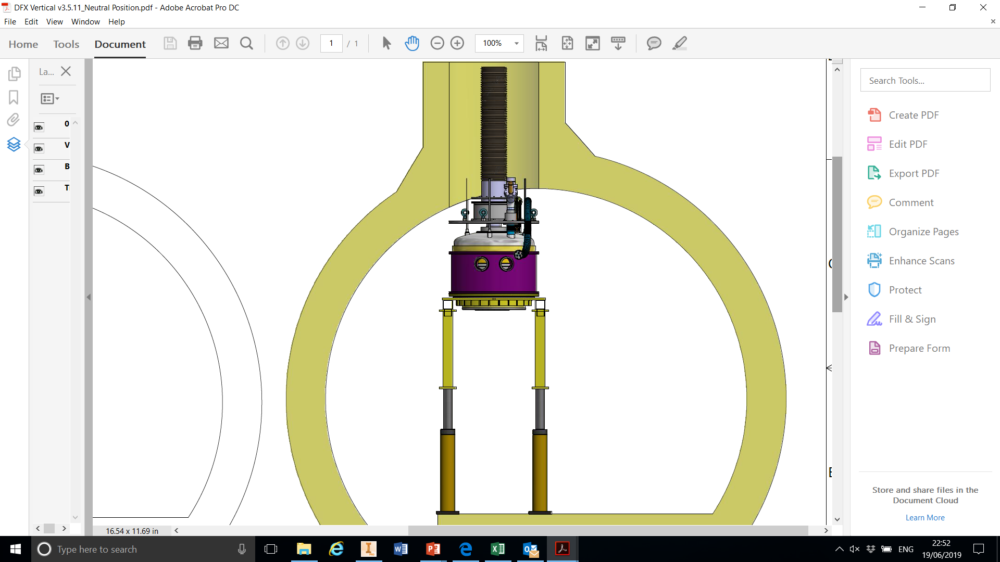 DFX Vertical v3.5.11_Neutral Position.pdf - Adobe Acrobat Pro DC
File Edit View Window Help
Home Tools Document 1 / 1 100%
La...
Search Tools...
0
V
B
T
Create PDF
Edit PDF
Export PDF
Comment
Organize Pages
Enhance Scans
Protect
Fill & Sign
Prepare Form
Store and share files in the
Document Cloud
Learn More
16.54 x 11.69 in
Type here to search
ENG
22:52
19/06/2019